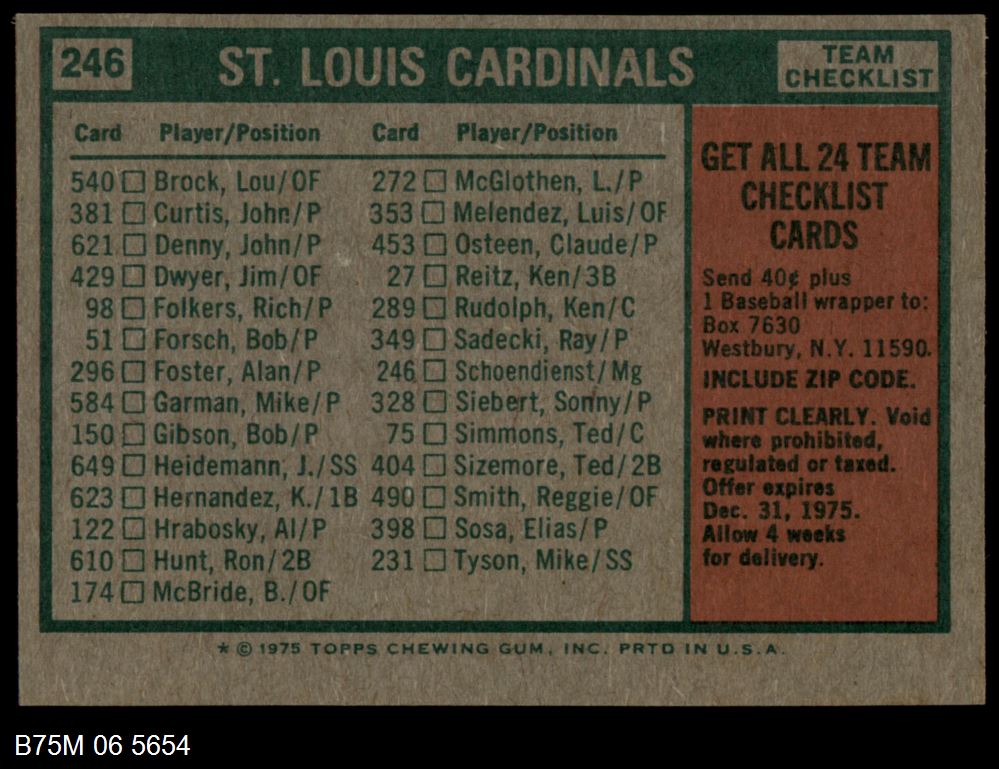 246 ST. LOUIS CARDINALS TEAM CHECKLIST
Card Player/Position
540 Brock, Lou/OF
381 Curtis, John/P
621 Denny, John/P
429 Dwyer, Jim/OF
98 Folkers, Rich/P
51 Forsch, Bob/P
296 Foster, Alan/P
584 Garman, Mike/P
150 Gibson, Bob/P
649 Heidemann, J./SS
623 Hernandez, K./1B
122 Hrabosky, Al/P
610 Hunt, Ron/2B
174 McBride, B./OF
Card Player/Position
272 McGlothen, L./P
353 Melendez, Luis/OF
453 Osteen, Claude/P
27 Reitz, Ken/3B
289 Rudolph, Ken/C
349 Sadecki, Ray/P
246 Schoendienst/Mg
328 Siebert, Sonny/P
75 Simmons, Ted/C
404 Sizemore, Ted/2B
490 Smith, Reggie/OF
398 Sosa, Elias/P
231 Tyson, Mike/SS
GET ALL 24 TEAM
CHECKLIST
CARDS
Send 40¢ plus
1 Baseball wrapper to:
Box 7630
Westbury, N.Y. 11590.
INCLUDE ZIP CODE.
PRINT CLEARLY. Void
where prohibited,
regulated or taxed.
Offer expires
Dec. 31, 1975.
Allow 4 weeks
for delivery.
* © 1975 TOPPS CHEWING GUM, INC. PRTD IN U.S.A.
B75M 06 5654